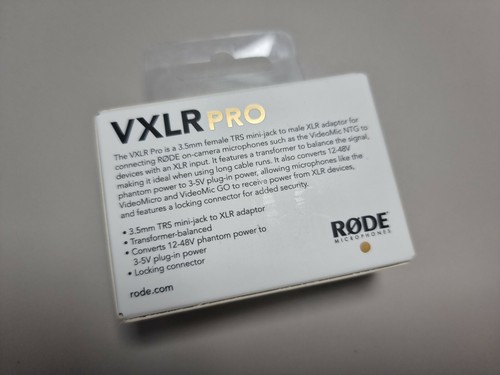 VXLR PRO
The VXLR Pro is a 3.5mm female TRS mini-jack to male XLR adaptor for
connecting RØDE on-camera microphones such as the VideoMic NTG to
devices with an XLR input. It features a transformer to balance the signal,
making it ideal when using long cable runs. It also converts 12-48V
phantom power to 3-5V plug-in power, allowing microphones like the
VideoMicro and VideoMic GO to receive power from XLR devices,
and features a locking connector for added security.
• 3.5mm TRS mini-jack to XLR adaptor
• Transformer-balanced
• Converts 12-48V phantom power to
3-5V plug-in power
• Locking connector
rode.com
RØDE
MICROPHONES